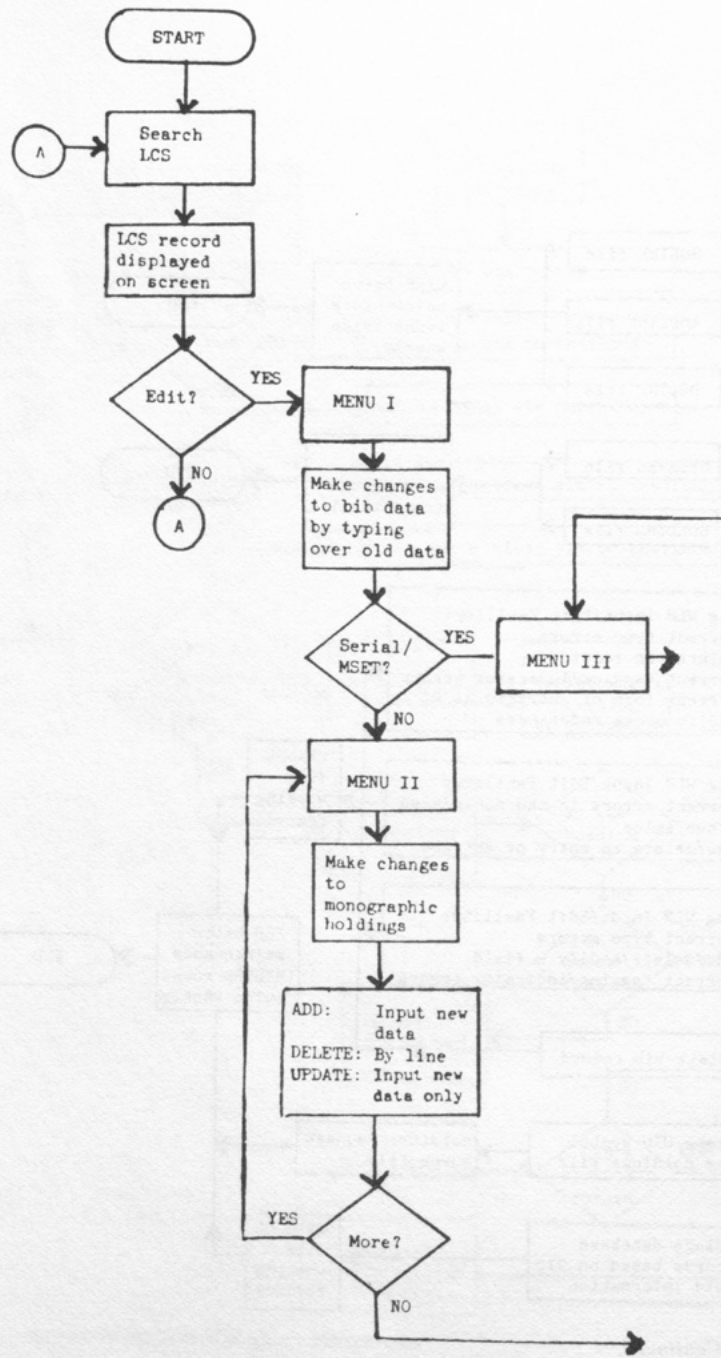 START
A
Search
LCS
LCS record
displayed
on screen
Edit?
YES
NO
A
MENU I
Make changes
to bib data
by typing
over old data
Serial/
MSET?
YES
MENU III
NO
MENU II
Make changes
to
monographic
holdings
ADD: Input new
data
DELETE: By line
UPDATE: Input new
data only
YES
More?
NO